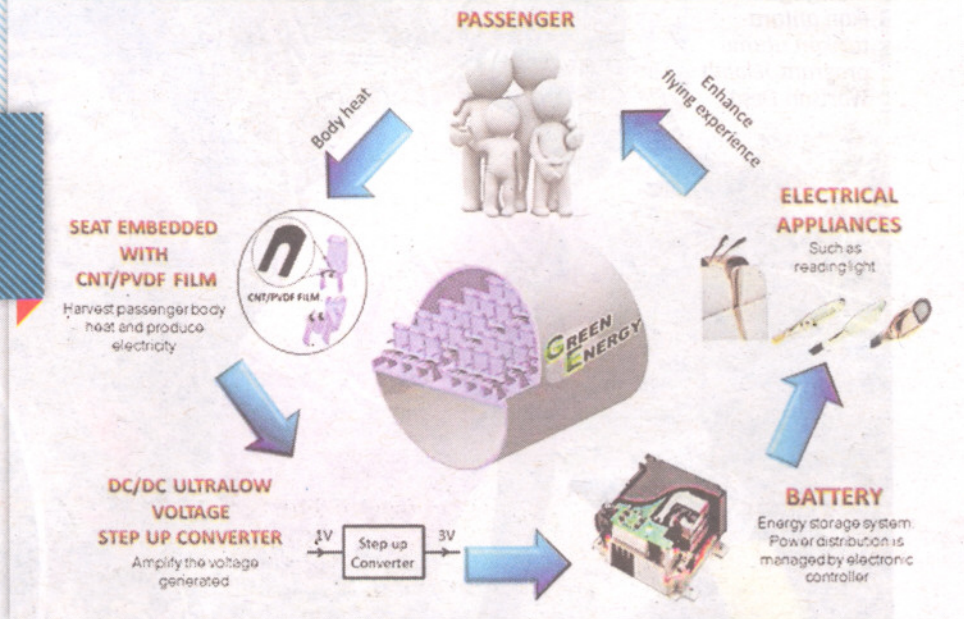 PASSENGER
Body heat
Enhance
flying experience
SEAT EMBEDDED
WITH
CNT/PVDF FILM
Harvest passenger body
heat and produce
electricity
CNT/PVDF FILM
GREEN
ENERGY
ELECTRICAL
APPLIANCES
Such as
reading light
DC/DC ULTRALOW
VOLTAGE
STEP UP CONVERTER
Amplify the voltage
generated
1V
Step up
Converter
3V
BATTERY
Energy storage system:
Power distribution is
managed by electronic
controller